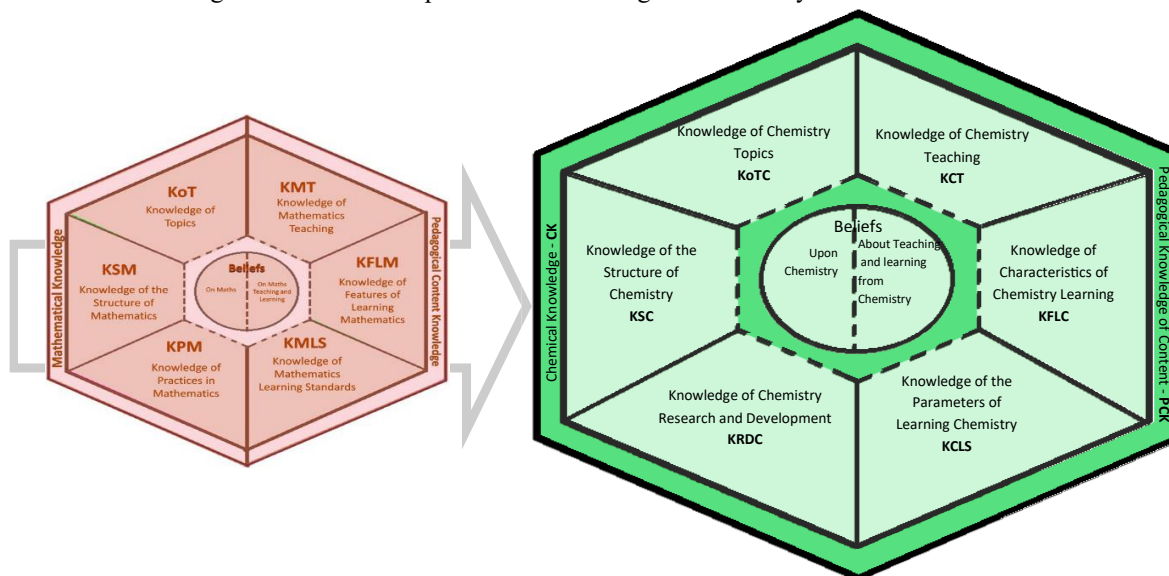 Mathematical Knowledge
KoT
Knowledge of
Topics
KMT
Knowledge of
Mathematics
Teaching
KSM
Knowledge of the
Structure of
Mathematics
Beliefs
On Maths
On Maths
Teaching and
Learning
KFLM
Knowledge of
Features of
Learning
Mathematics
KPM
Knowledge of
Practices in
Mathematics
KMLS
Knowledge of
Mathematics
Learning Standards
Pedagogical Content Knowledge
Chemical Knowledge - CK
Knowledge of Chemistry
Topics
KoTC
Knowledge of Chemistry
Teaching
KCT
Knowledge of the
Structure of
Chemistry
KSC
Beliefs
Upon
Chemistry
About Teaching
and learning
from
Chemistry
Knowledge of
Characteristics of
Chemistry Learning
KFLC
Knowledge of Chemistry
Research and Development
KRDC
Knowledge of the
Parameters of
Learning Chemistry
KCLS
Pedagogical Knowledge of Content - PCK